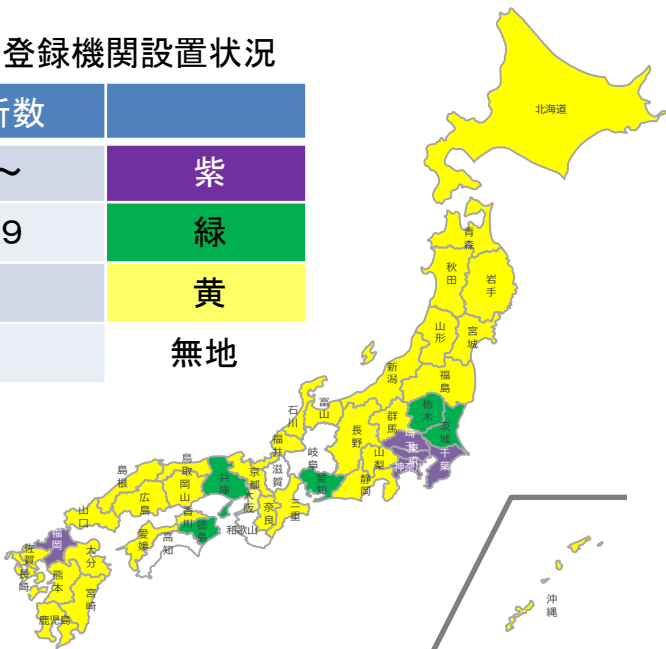 登録機関設置状況
所数
～
紫
9
緑
黄
無地
北海道
青森
秋田
岩手
山形
宮城
新潟
福島
石川
富山
栃木
群馬
茨城
長野
埼玉
東京
千葉
神奈川
山梨
静岡
福井
岐阜
愛知
滋賀
京都
三重
奈良
大阪
和歌山
兵庫
鳥取
岡山
島根
広島
山口
香川
徳島
愛媛
高知
福岡
佐賀
長崎
大分
熊本
宮崎
鹿児島
沖縄